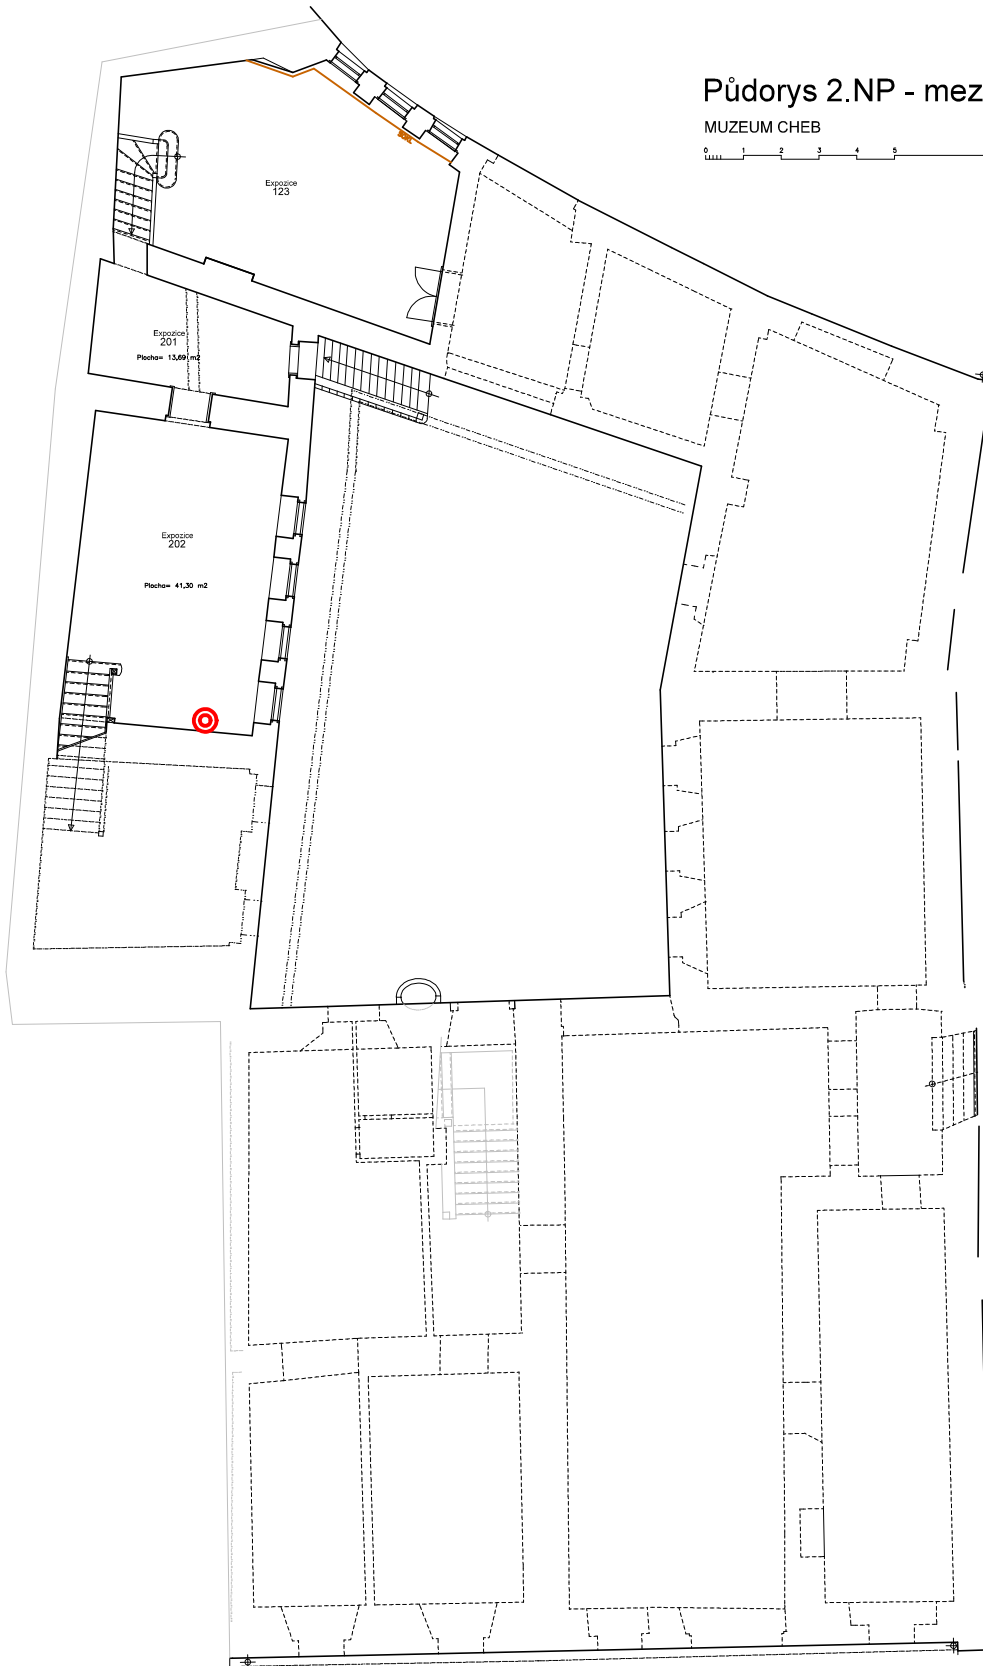 Půdorys 2.NP - mez
MUZEUM CHEB
0 1 2 3 4 5
SOKL
Expozice
123
Expozice
201
Plocha= 13,69 m2
Expozice
202
Plocha= 41,30 m2